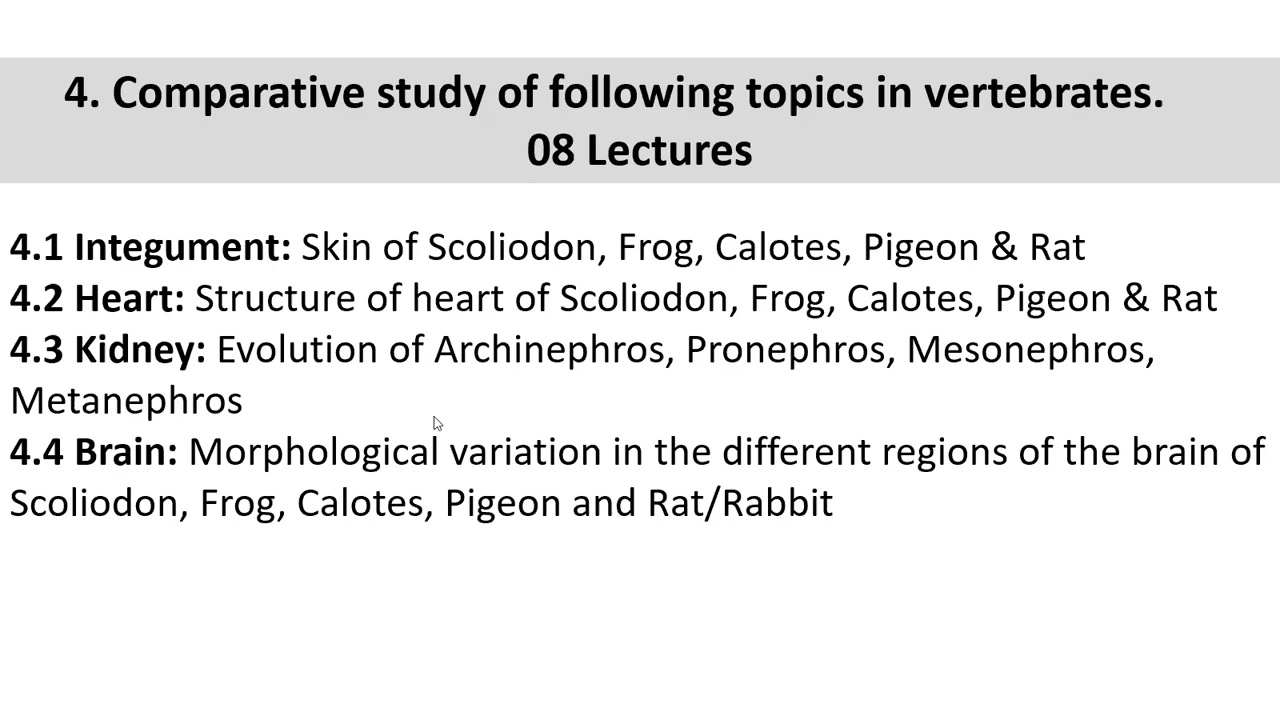 4. Comparative study of following topics in vertebrates.
08 Lectures
4.1 Integument: Skin of Scoliodon, Frog, Calotes, Pigeon & Rat
4.2 Heart: Structure of heart of Scoliodon, Frog, Calotes, Pigeon & Rat
4.3 Kidney: Evolution of Archinephros, Pronephros, Mesonephros,
Metanephros
4.4 Brain: Morphological variation in the different regions of the brain of
Scoliodon, Frog, Calotes, Pigeon and Rat/Rabbit